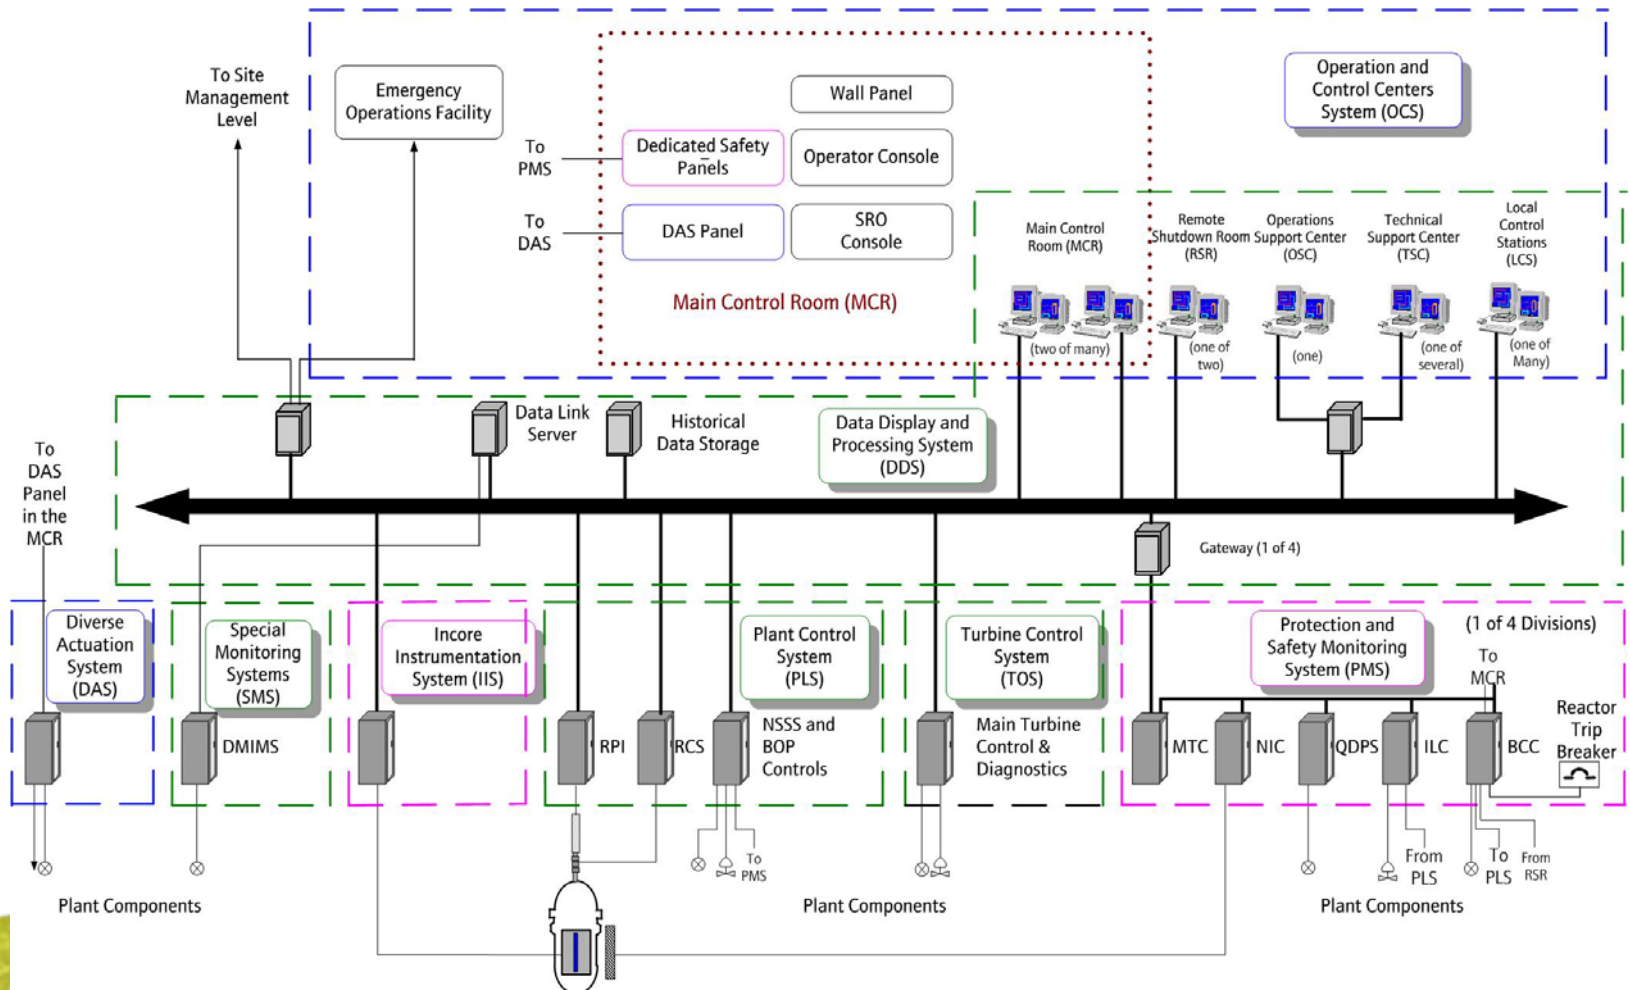 To Site
Management
Level
Emergency
Operations Facility
Wall Panel
To
PMS
Dedicated Safety
Panels
Operator Console
To
DAS
DAS Panel
SRO
Console
Main Control Room (MCR)
Operation and
Control Centers
System (OCS)
Main Control
Room (MCR)
Remote
Shutdown Room
(RSR)
Operations
Support Center
(OSC)
Technical
Support Center
(TSC)
Local
Control
Stations
(LCS)
(two of many)
(one of
two)
(one)
(one of
several)
(one of
Many)
Data Link
Server
Historical
Data Storage
Data Display and
Processing System
(DDS)
To
DAS
Panel
in the
MCR
Gateway (1 of 4)
Diverse
Actuation
System
(DAS)
Special
Monitoring
Systems
(SMS)
Incore
Instrumentation
System (IIS)
Plant Control
System
(PLS)
Turbine Control
System
(TOS)
Protection and
Safety Monitoring
System (PMS)
(1 of 4 Divisions)
To
MCR
Reactor
Trip
Breaker
DMIMS
RPI
RCS
NSSS and
BOP
Controls
Main Turbine
Control &
Diagnostics
MTC
NIC
QDPS
ILC
BCC
To
PMS
From
PLS
To
PLS
From
RSR
Plant Components
Plant Components
Plant Components